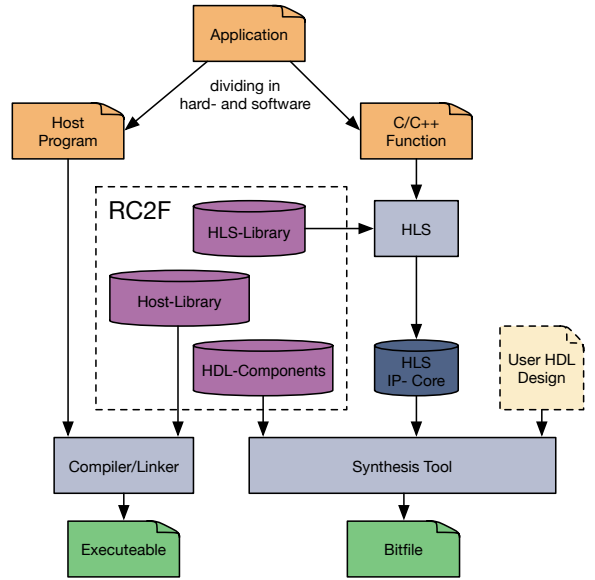 Application
dividing in
hard- and software
Host
Program
C/C++
Function
RC2F
HLS-Library
HLS
Host-Library
HDL-Components
HLS
IP- Core
User HDL
Design
Compiler/Linker
Synthesis Tool
Executeable
Bitfile